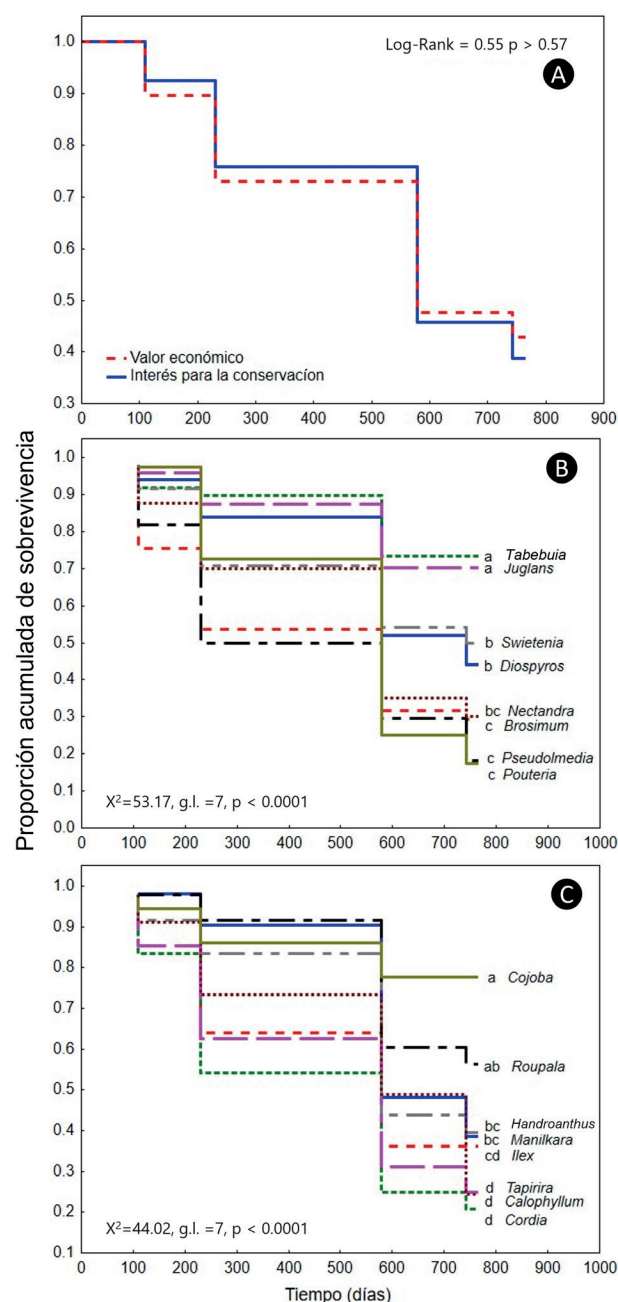 Proporción acumulada de sobrevivencia
1.0
0.9
0.8
0.7
0.6
0.5
0.4
0.3
Log-Rank = 0.55 p > 0.57
A
Valor económico
Interés para la conservacíon
0 100 200 300 400 500 600 700 800 900
1.0
0.9
0.8
0.7
0.6
0.5
0.4
0.3
0.2
0.1
0.0
B
a Tabebuia
a Juglans
b Swietenia
b Diospyros
bc Nectandra
c Brosimum
c Pseudolmedia
c Pouteria
X²=53.17, g.l. =7, p < 0.0001
0 100 200 300 400 500 600 700 800 900 1000
1.0
0.9
0.8
0.7
0.6
0.5
0.4
0.3
0.2
0.1
C
a Cojoba
ab Roupala
bc Handroanthus
bc Manilkara
cd Ilex
d Tapirira
d Calophyllum
d Cordia
X²=44.02, g.l. =7, p < 0.0001
0 100 200 300 400 500 600 700 800 900 1000
Tiempo (días)